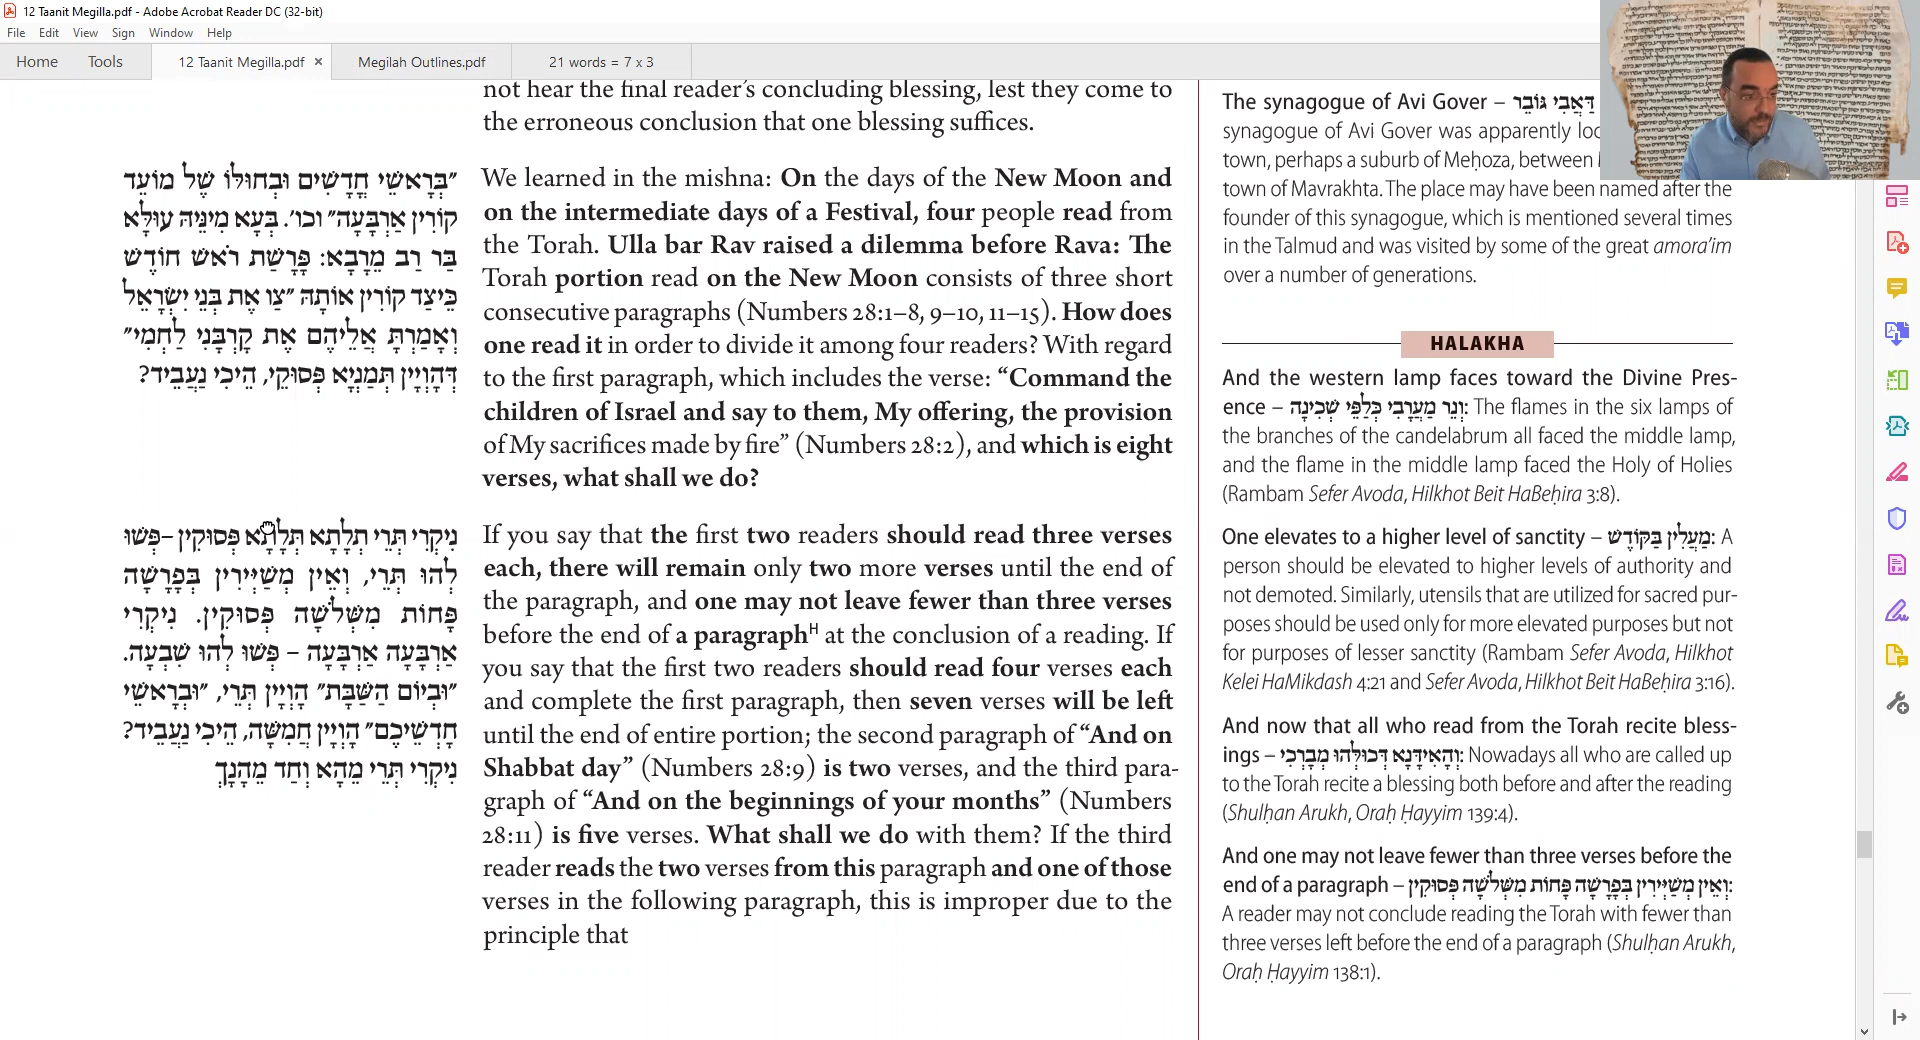 12 Taanit Megilla.pdf - Adobe Acrobat Reader DC (32-bit)
File Edit View Sign Window Help
Home Tools 12 Taanit Megilla.pdf × Megilah Outlines.pdf 21 words = 7 x 3
not hear the final reader's concluding blessing, lest they come to
the erroneous conclusion that one blessing suffices.
״בְּרָאשֵׁי חֳדָשִׁים וּבְחוּלּוֹ שֶׁל מוֹעֵד
קוֹרִין אַרְבָּעָה״ וכו׳. בְּעָא מִינֵּיהּ עוּלָּא
בַּר רַב מֵרָבָא: פָּרָשַׁת רֹאשׁ חוֹדֶשׁ
כֵּיצַד קוֹרִין אוֹתָהּ ״צַו אֶת בְּנֵי יִשְׂרָאֵל
וְאָמַרְתָּ אֲלֵיהֶם אֶת קָרְבָּנִי לַחְמִי״
דְּהָוְיָין תְּמַנְיָא פְּסוּקֵי, הֵיכִי נַעֲבֵיד?
We learned in the mishna: On the days of the New Moon and
on the intermediate days of a Festival, four people read from
the Torah. Ulla bar Rav raised a dilemma before Rava: The
Torah portion read on the New Moon consists of three short
consecutive paragraphs (Numbers 28:1–8, 9–10, 11–15). How does
one read it in order to divide it among four readers? With regard
to the first paragraph, which includes the verse: “Command the
children of Israel and say to them, My offering, the provision
of My sacrifices made by fire” (Numbers 28:2), and which is eight
verses, what shall we do?
נִיקְרֵי תְּרֵי תְּלָתָא תְּלָתָא פְּסוּקִין –פָּשׁוּ
לְהוּ תְּרֵי, וְאֵין מְשַׁיְּירִין בְּפָרָשָׁה
פָּחוֹת מִשְּׁלֹשָׁה פְּסוּקִין. נִיקְרֵי
אַרְבָּעָה אַרְבָּעָה – פָּשׁוּ לְהוּ שִׁבְעָה.
״וּבְיוֹם הַשַּׁבָּת״ הָוְיָין תְּרֵי, ״וּבְרָאשֵׁי
חׇדְשֵׁיכֶם״ הָוְיָין חֲמִשָּׁה, הֵיכִי נַעֲבֵיד?
נִיקְרֵי תְּרֵי מֵהָא וְחַד מֵהָנָךְ
If you say that the first two readers should read three verses
each, there will remain only two more verses until the end of
the paragraph, and one may not leave fewer than three verses
before the end of a paragraphH at the conclusion of a reading. If
you say that the first two readers should read four verses each
and complete the first paragraph, then seven verses will be left
until the end of entire portion; the second paragraph of “And on
Shabbat day” (Numbers 28:9) is two verses, and the third para-
graph of “And on the beginnings of your months” (Numbers
28:11) is five verses. What shall we do with them? If the third
reader reads the two verses from this paragraph and one of those
verses in the following paragraph, this is improper due to the
principle that
The synagogue of Avi Gover – דַּאֲבִי גּוֹבַר
synagogue of Avi Gover was apparently loc
town, perhaps a suburb of Meḥoza, between
town of Mavrakhta. The place may have been named after the
founder of this synagogue, which is mentioned several times
in the Talmud and was visited by some of the great amora'im
over a number of generations.
HALAKHA
And the western lamp faces toward the Divine Pres-
ence – וְנֵר מַעֲרָבִי כְּלַפֵּי שְׁכִינָה: The flames in the six lamps of
the branches of the candelabrum all faced the middle lamp,
and the flame in the middle lamp faced the Holy of Holies
(Rambam Sefer Avoda, Hilkhot Beit HaBeḥira 3:8).
One elevates to a higher level of sanctity – מַעֲלִין בַּקּוֹדֶשׁ: A
person should be elevated to higher levels of authority and
not demoted. Similarly, utensils that are utilized for sacred pur-
poses should be used only for more elevated purposes but not
for purposes of lesser sanctity (Rambam Sefer Avoda, Hilkhot
Kelei HaMikdash 4:21 and Sefer Avoda, Hilkhot Beit HaBeḥira 3:16).
And now that all who read from the Torah recite bless-
ings – וְהָאִידָּנָא דְּכוּלְּהוּ מְבָרְכִי: Nowadays all who are called up
to the Torah recite a blessing both before and after the reading
(Shulḥan Arukh, Oraḥ Ḥayyim 139:4).
And one may not leave fewer than three verses before the
end of a paragraph – וְאֵין מְשַׁיְּירִין בְּפָרָשָׁה פָּחוֹת מִשְּׁלֹשָׁה פְּסוּקִין:
A reader may not conclude reading the Torah with fewer than
three verses left before the end of a paragraph (Shulḥan Arukh,
Oraḥ Ḥayyim 138:1).